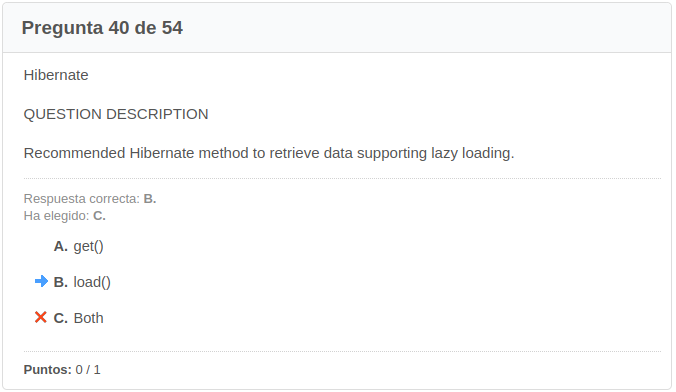 Pregunta 40 de 54
Hibernate
QUESTION DESCRIPTION
Recommended Hibernate method to retrieve data supporting lazy loading.
Respuesta correcta: B.
Ha elegido: C.
A. get()
B. load()
C. Both
Puntos: 0 / 1